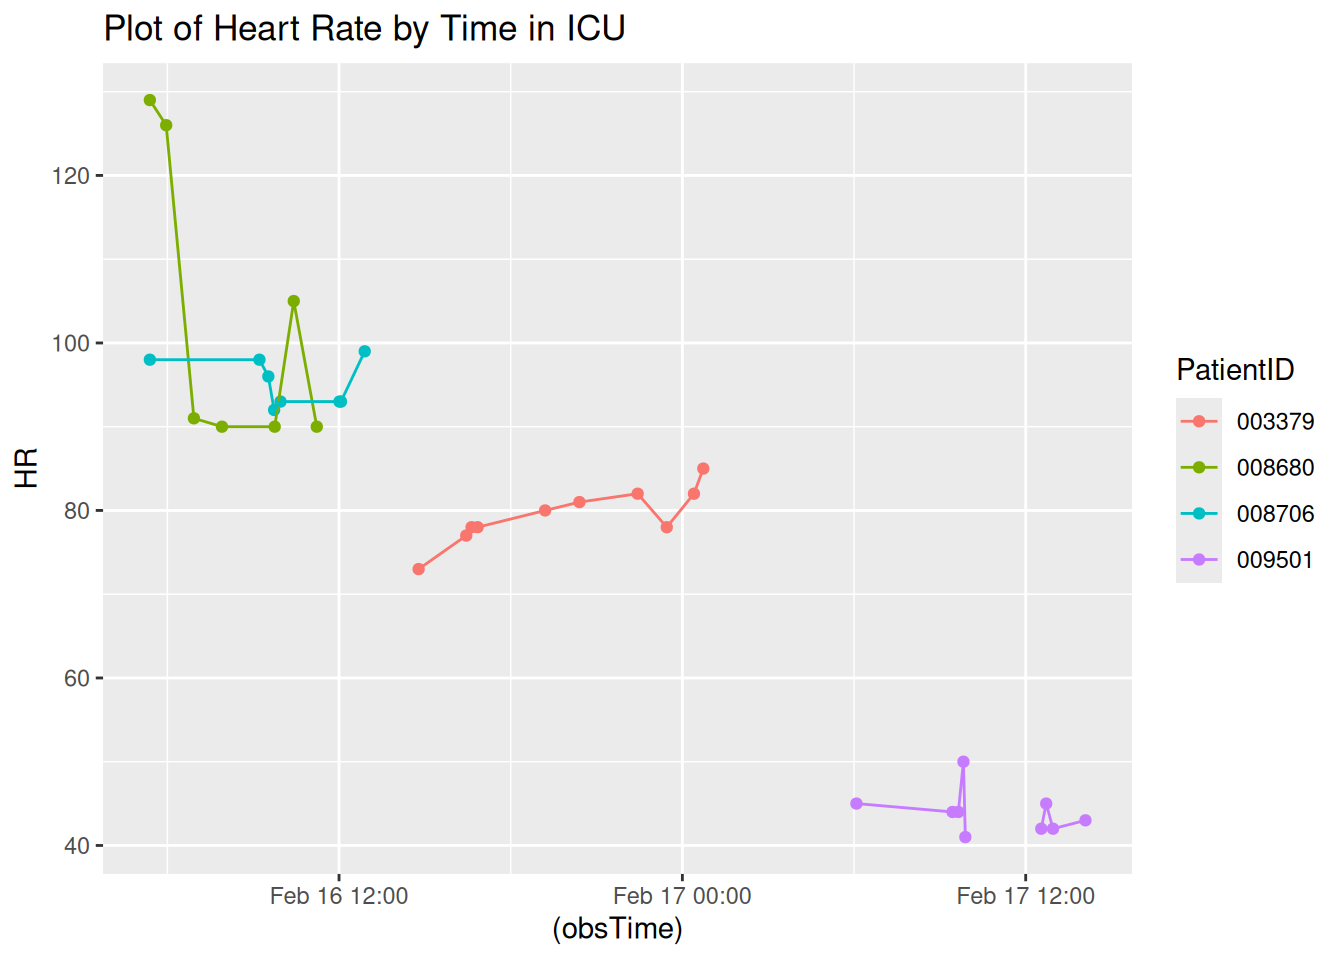 Plot of Heart Rate by Time in ICU
HR
120
100
80
60
40
Feb 16 12:00
Feb 17 00:00
Feb 17 12:00
(obsTime)
PatientID
003379
008680
008706
009501